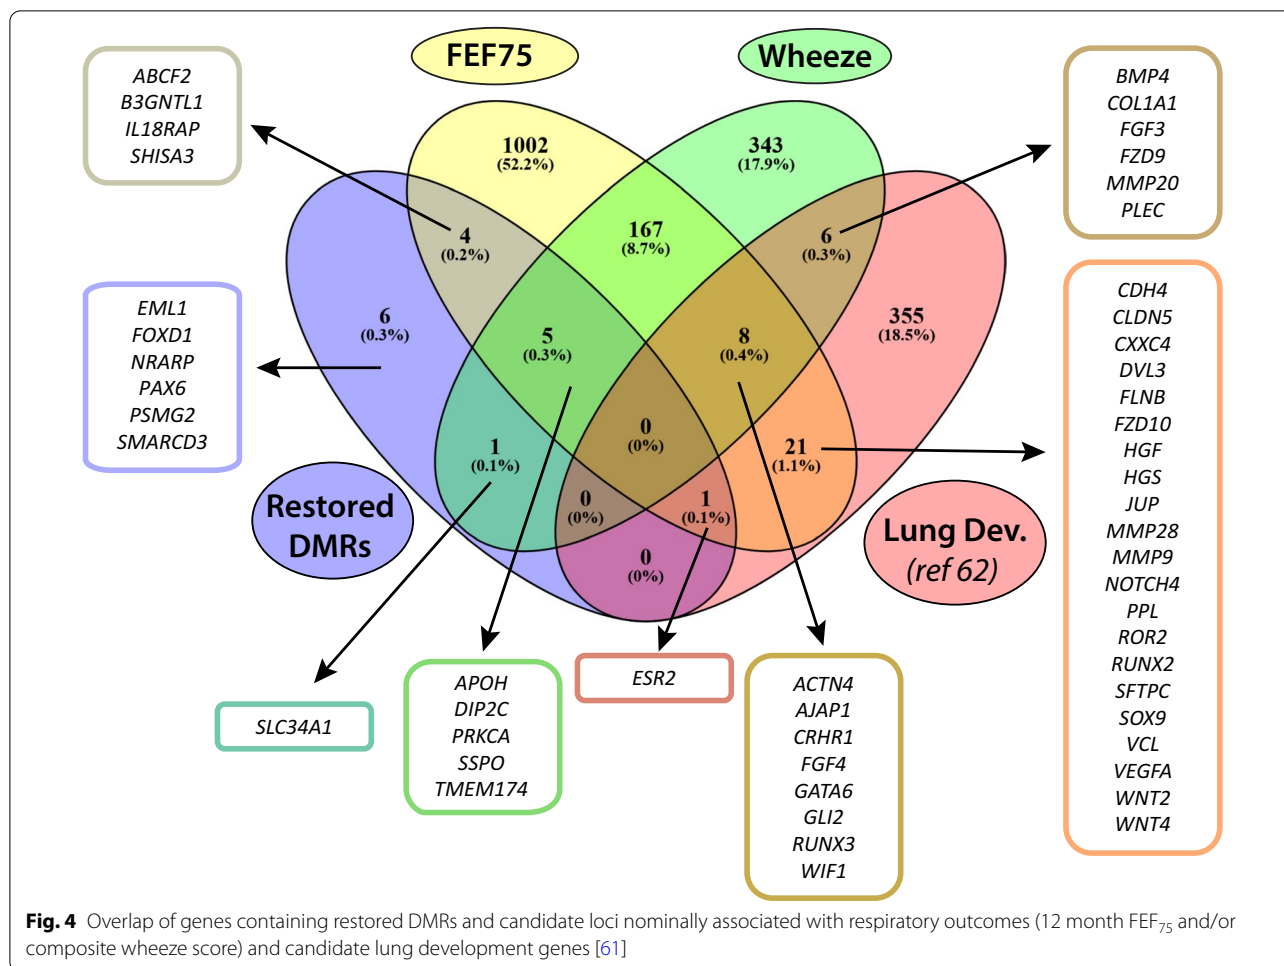 FEF75
Wheeze
ABCF2
B3GNTL1
IL18RAP
SHISA3
BMP4
COL1A1
FGF3
FZD9
MMP20
PLEC
1002
(52.2%)
343
(17.9%)
4
(0.2%)
167
(8.7%)
6
(0.3%)
6
(0.3%)
5
(0.3%)
8
(0.4%)
355
(18.5%)
EML1
FOXD1
NRARP
PAX6
PSMG2
SMARCD3
CDH4
CLDN5
CXXC4
DVL3
FLNB
FZD10
HGF
HGS
JUP
MMP28
MMP9
NOTCH4
PPL
ROR2
RUNX2
SFTPC
SOX9
VCL
VEGFA
WNT2
WNT4
1
(0.1%)
0
(0%)
21
(1.1%)
0
(0%)
1
(0.1%)
0
(0%)
Restored
DMRs
Lung Dev.
(ref 62)
SLC34A1
APOH
DIP2C
PRKCA
SSPO
TMEM174
ESR2
ACTN4
AJAP1
CRHR1
FGF4
GATA6
GLI2
RUNX3
WIF1
Fig. 4 Overlap of genes containing restored DMRs and candidate loci nominally associated with respiratory outcomes (12 month FEF75 and/or
composite wheeze score) and candidate lung development genes [61]